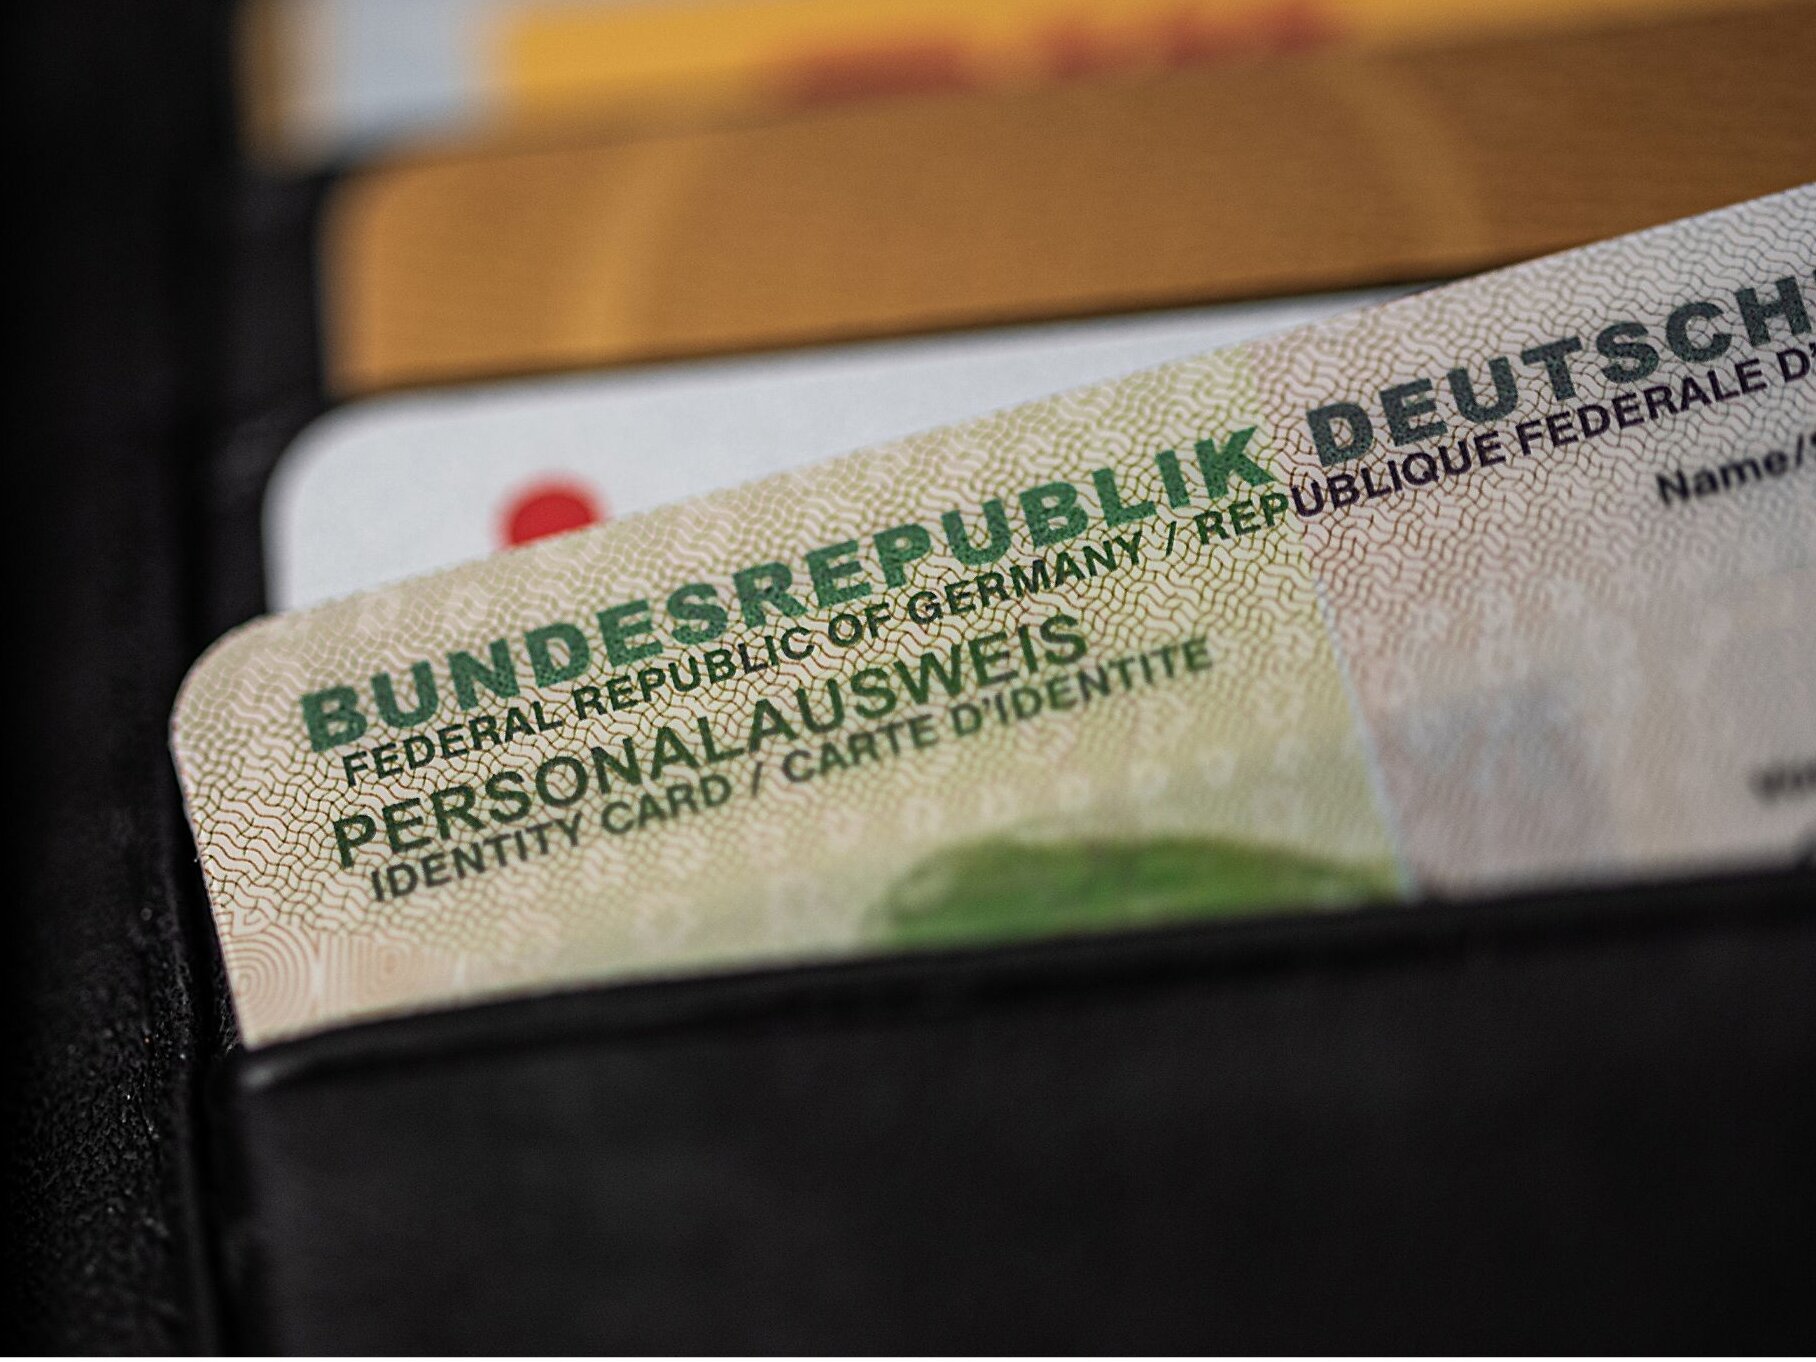 BUNDESREPUBLIK DEUTSCH
FEDERAL REPUBLIC OF GERMANY / REPUBLIQUE FEDERALE D'
PERSONALAUSWEIS
IDENTITY CARD / CARTE D'IDENTITE
Name/